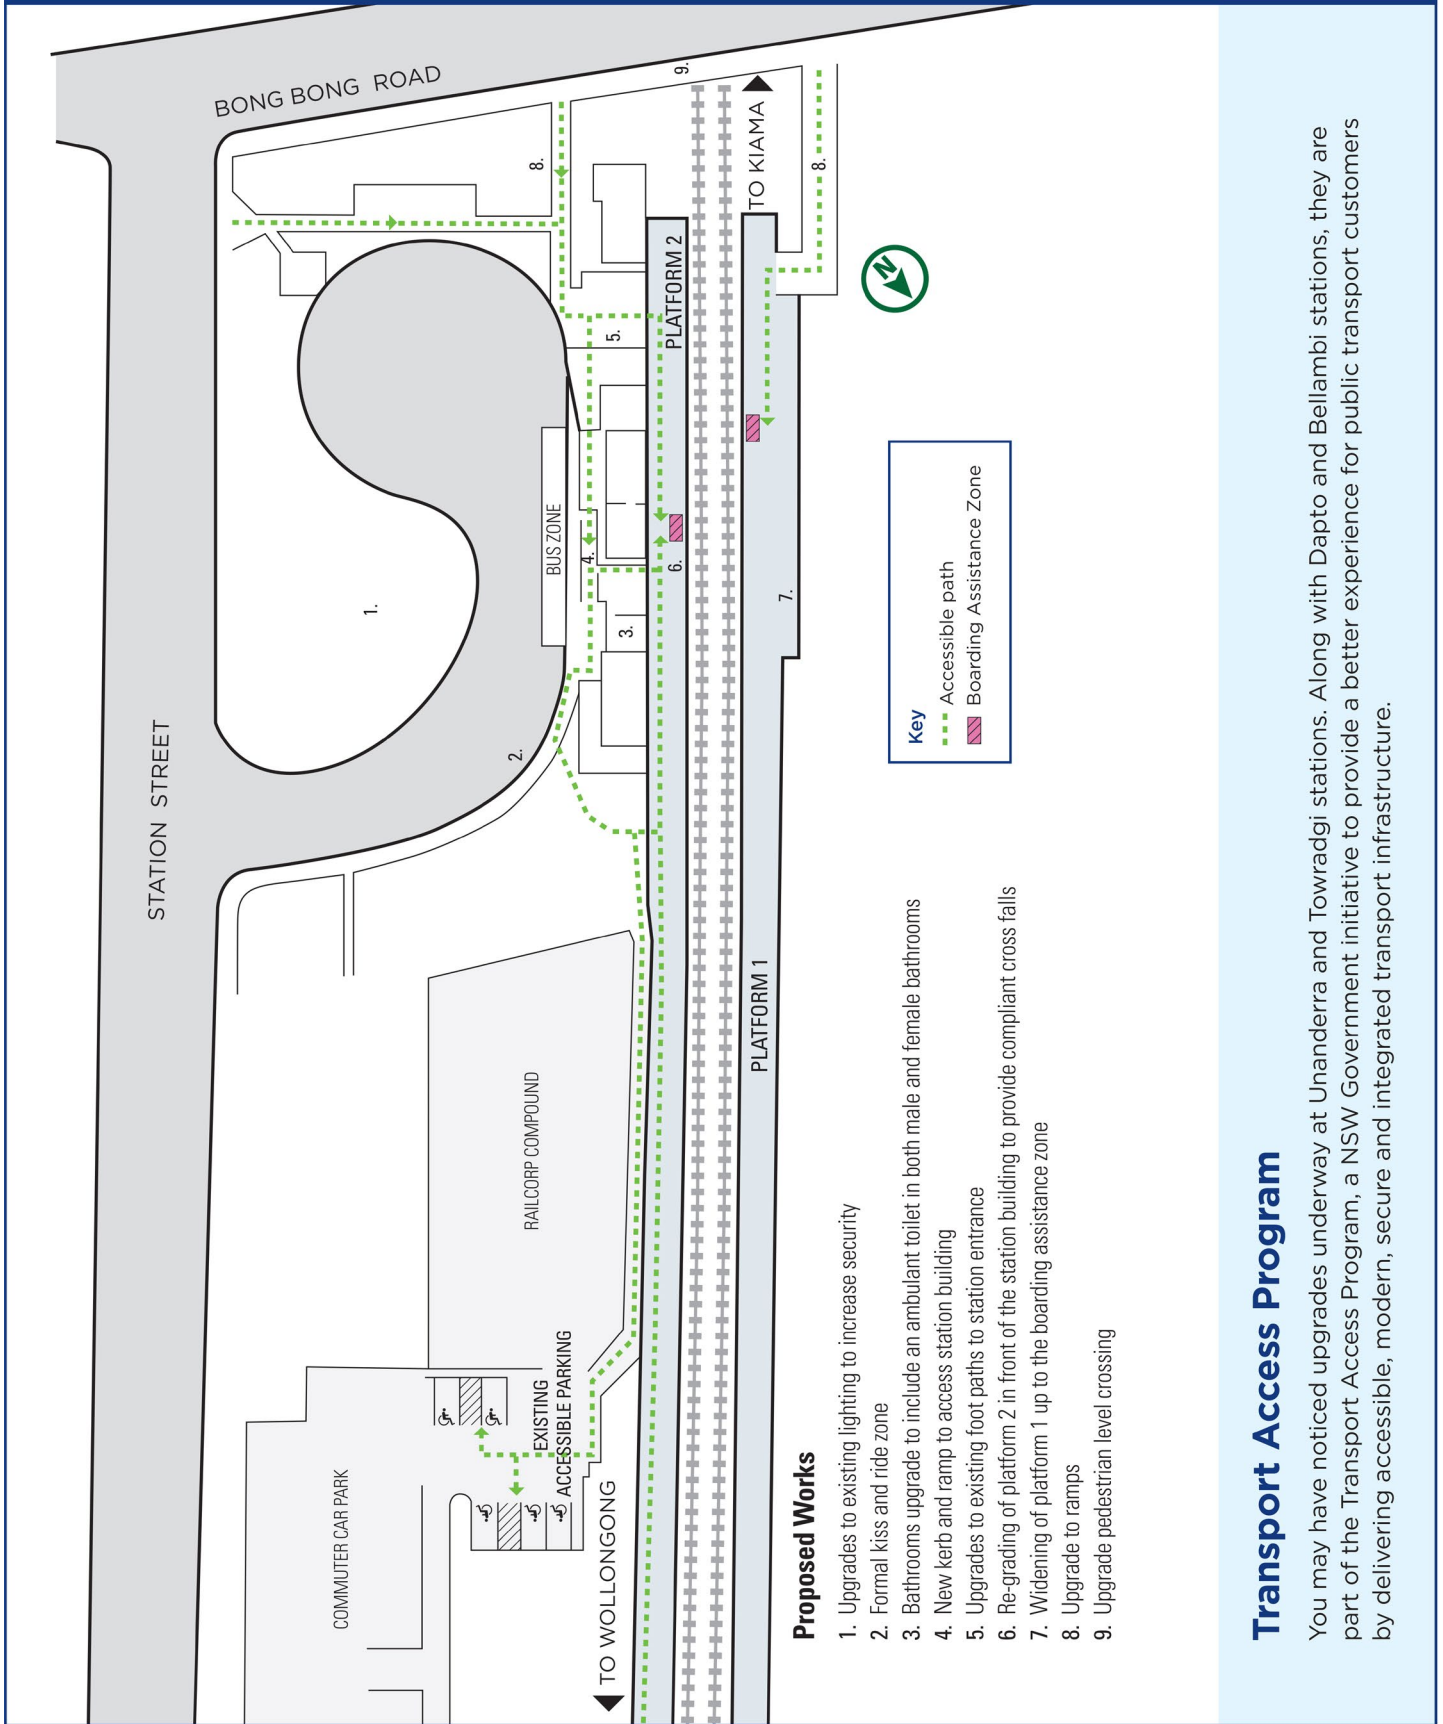 BONG BONG ROAD
STATION STREET
1.
2.
BUS ZONE
8.
9.
5.
4.
3.
PLATFORM 2
6.
TO KIAMA
8.
7.
PLATFORM 1
N
RAILCORP COMPOUND
COMMUTER CAR PARK
EXISTING
ACCESSIBLE PARKING
TO WOLLONGONG
Key
Accessible path
Boarding Assistance Zone
Proposed Works
1. Upgrades to existing lighting to increase security
2. Formal kiss and ride zone
3. Bathrooms upgrade to include an ambulant toilet in both male and female bathrooms
4. New kerb and ramp to access station building
5. Upgrades to existing foot paths to station entrance
6. Re-grading of platform 2 in front of the station building to provide compliant cross falls
7. Widening of platform 1 up to the boarding assistance zone
8. Upgrade to ramps
9. Upgrade pedestrian level crossing
Transport Access Program
You may have noticed upgrades underway at Unanderra and Towradgi stations. Along with Dapto and Bellambi stations, they are
part of the Transport Access Program, a NSW Government initiative to provide a better experience for public transport customers
by delivering accessible, modern, secure and integrated transport infrastructure.